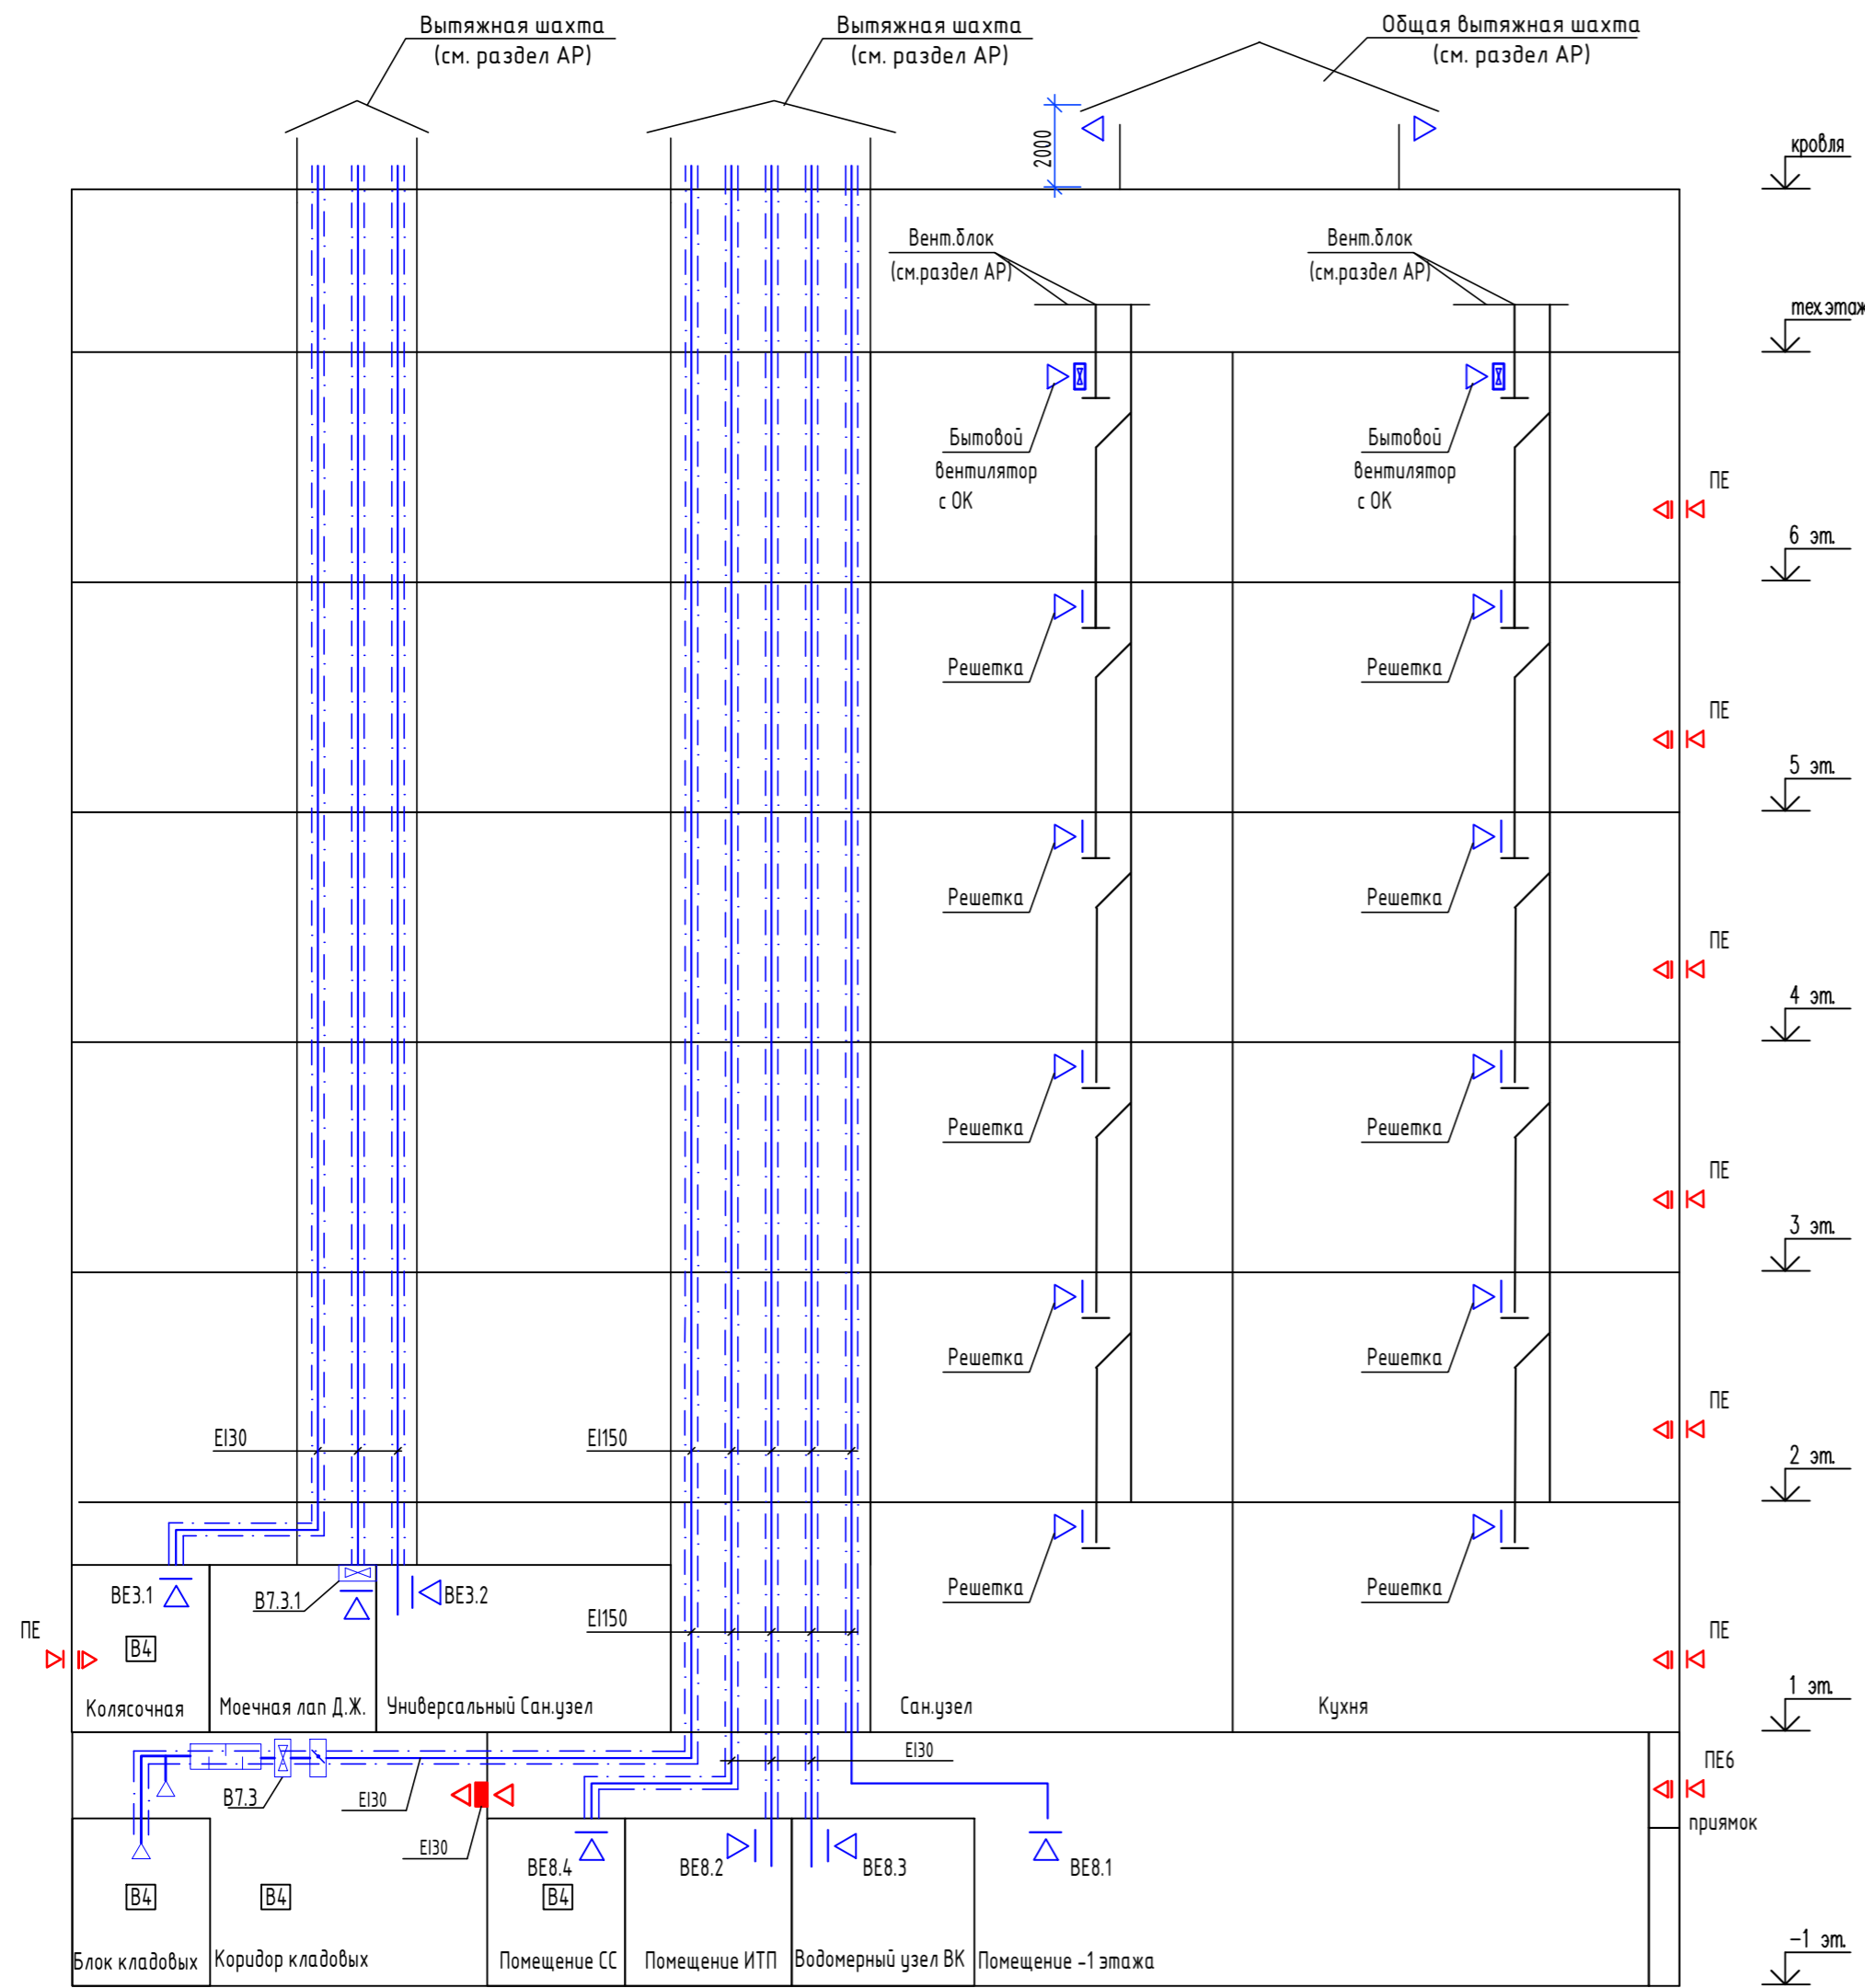 Вытяжная шахта
(см. раздел АР)
Вытяжная шахта
(см. раздел АР)
Общая вытяжная шахта
(см. раздел АР)
2000
кровля
Вент.блок
(см.раздел АР)
Вент.блок
(см.раздел АР)
тех.этаж
Бытовой
вентилятор
с ОК
Бытовой
вентилятор
с ОК
ПЕ
6 эт.
Решетка
Решетка
ПЕ
5 эт.
Решетка
Решетка
ПЕ
4 эт.
Решетка
Решетка
ПЕ
3 эт.
Решетка
Решетка
ПЕ
2 эт.
EI30
EI150
Решетка
Решетка
ВЕ3.1
В7.3.1
ВЕ3.2
EI150
ПЕ
В4
ПЕ
Колясочная
Моечная лап Д.Ж.
Универсальный Сан.узел
Сан.узел
Кухня
1 эт.
EI30
ПЕ6
В7.3
EI30
EI30
приямок
ВЕ8.4
ВЕ8.2
ВЕ8.3
ВЕ8.1
В4
В4
В4
Блок кладовых
Коридор кладовых
Помещение СС
Помещение ИТП
Водомерный узел ВК
Помещение -1 этажа
-1 эт.